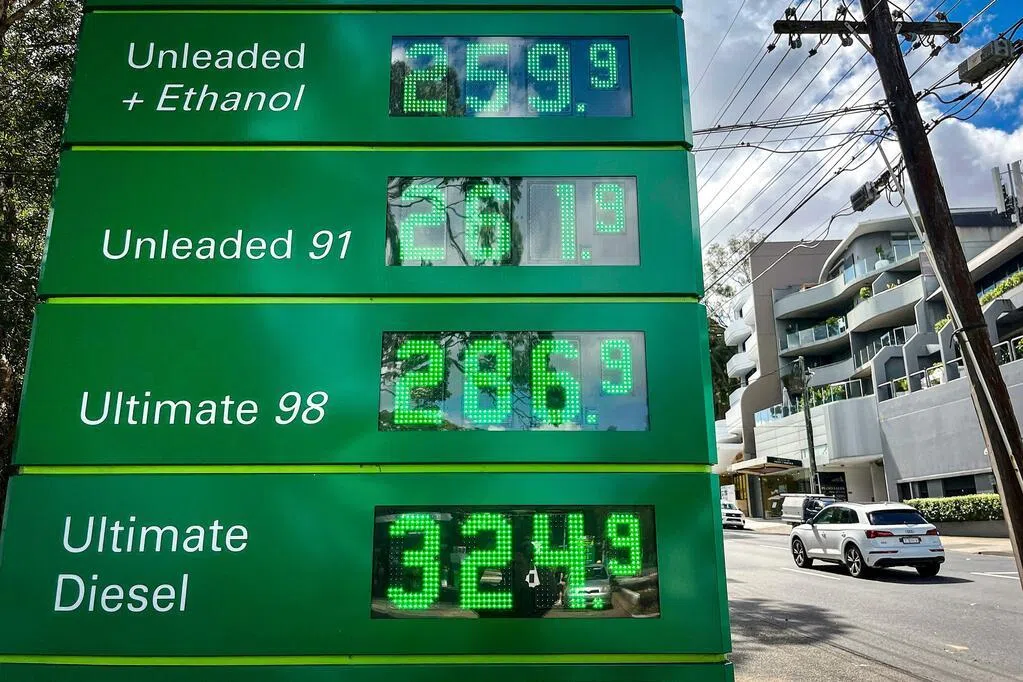 Unleaded
+ Ethanol
259.9
Unleaded 91
261.9
Ultimate 98
286.9
Ultimate
Diesel
324.9